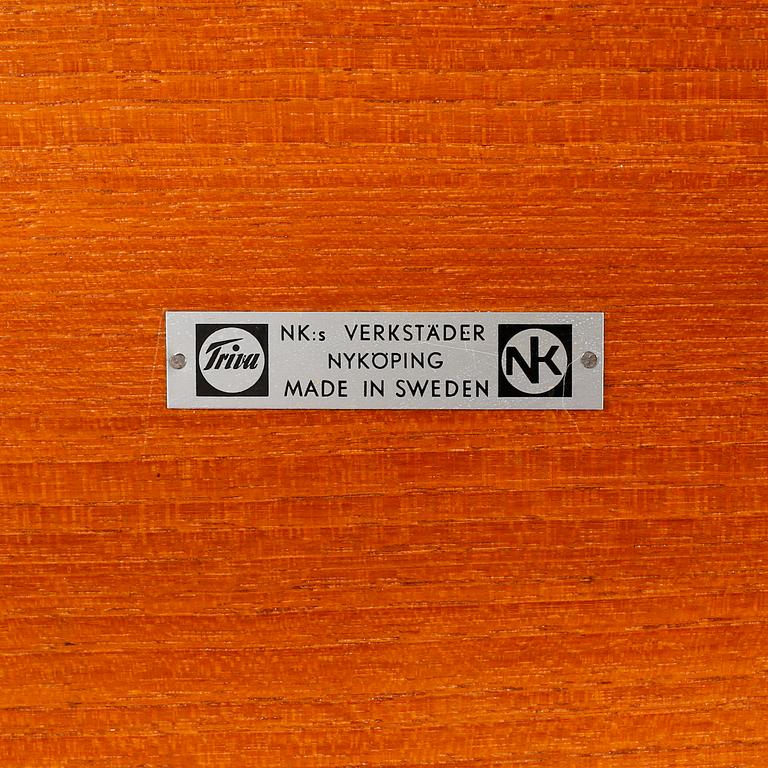 Triva
NK:s VERKSTÄDER
NYKÖPING
MADE IN SWEDEN
NK